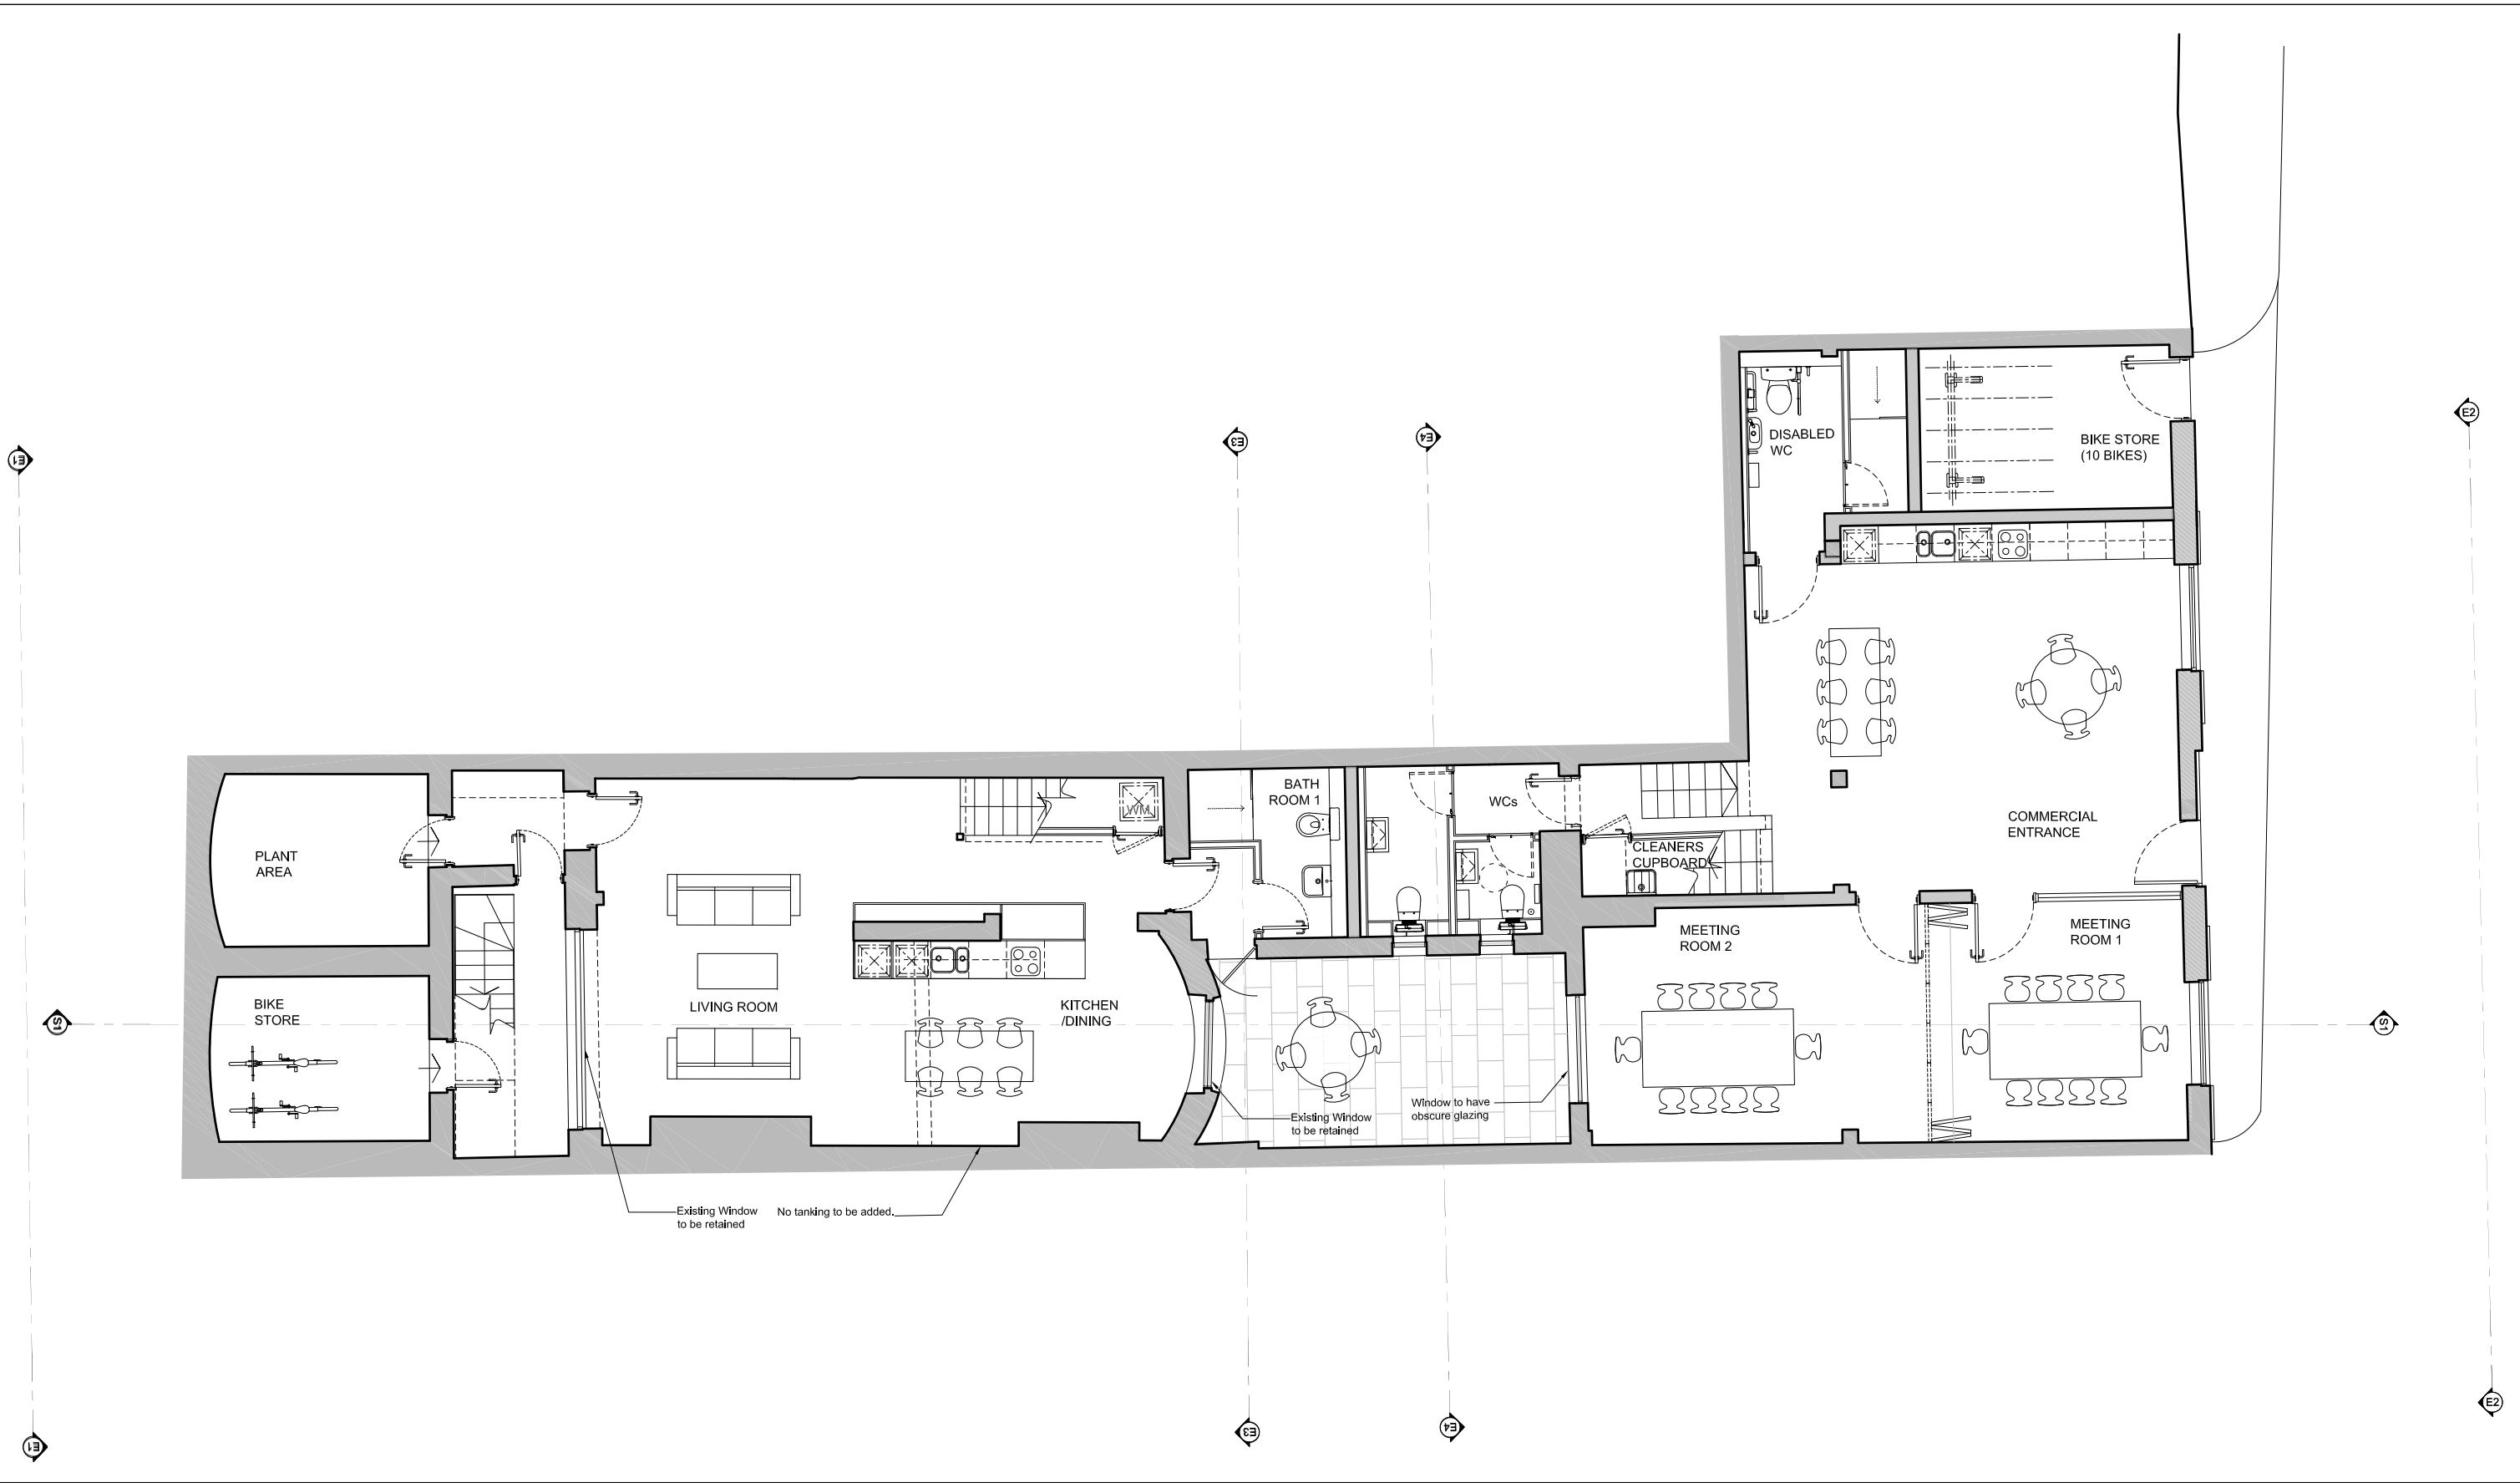 E2
E4
E3
E1
DISABLED
WC
BIKE STORE
(10 BIKES)
BATH
ROOM 1
WCs
WM
COMMERCIAL
ENTRANCE
CLEANERS
CUPBOARD
PLANT
AREA
MEETING
ROOM 2
MEETING
ROOM 1
BIKE
STORE
LIVING ROOM
KITCHEN
/DINING
S1
S1
Existing Window
to be retained
Window to have
obscure glazing
Existing Window
to be retained
No tanking to be added.
E2
E4
E3
E1